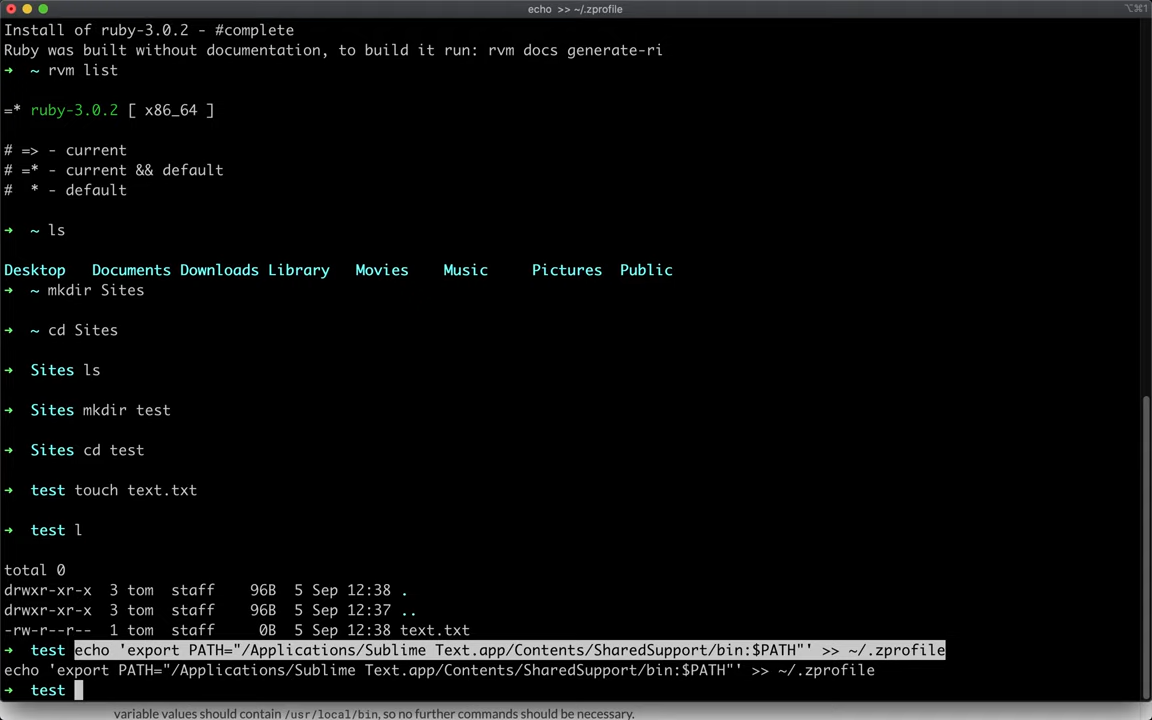 echo >> ~/.zprofile
⌥⌘1
Install of ruby-3.0.2 - #complete
Ruby was built without documentation, to build it run: rvm docs generate-ri
➜  ~ rvm list
=* ruby-3.0.2 [ x86_64 ]
# => - current
# =* - current && default
#  * - default
➜  ~ ls
Desktop   Documents Downloads Library   Movies    Music     Pictures  Public
➜  ~ mkdir Sites
➜  ~ cd Sites
➜  Sites ls
➜  Sites mkdir test
➜  Sites cd test
➜  test touch text.txt
➜  test l
total 0
drwxr-xr-x  3 tom  staff    96B  5 Sep 12:38 .
drwxr-xr-x  3 tom  staff    96B  5 Sep 12:37 ..
-rw-r--r--  1 tom  staff     0B  5 Sep 12:38 text.txt
➜  test echo 'export PATH="/Applications/Sublime Text.app/Contents/SharedSupport/bin:$PATH"' >> ~/.zprofile
echo 'export PATH="/Applications/Sublime Text.app/Contents/SharedSupport/bin:$PATH"' >> ~/.zprofile
➜  test
variable values should contain /usr/local/bin, so no further commands should be necessary.